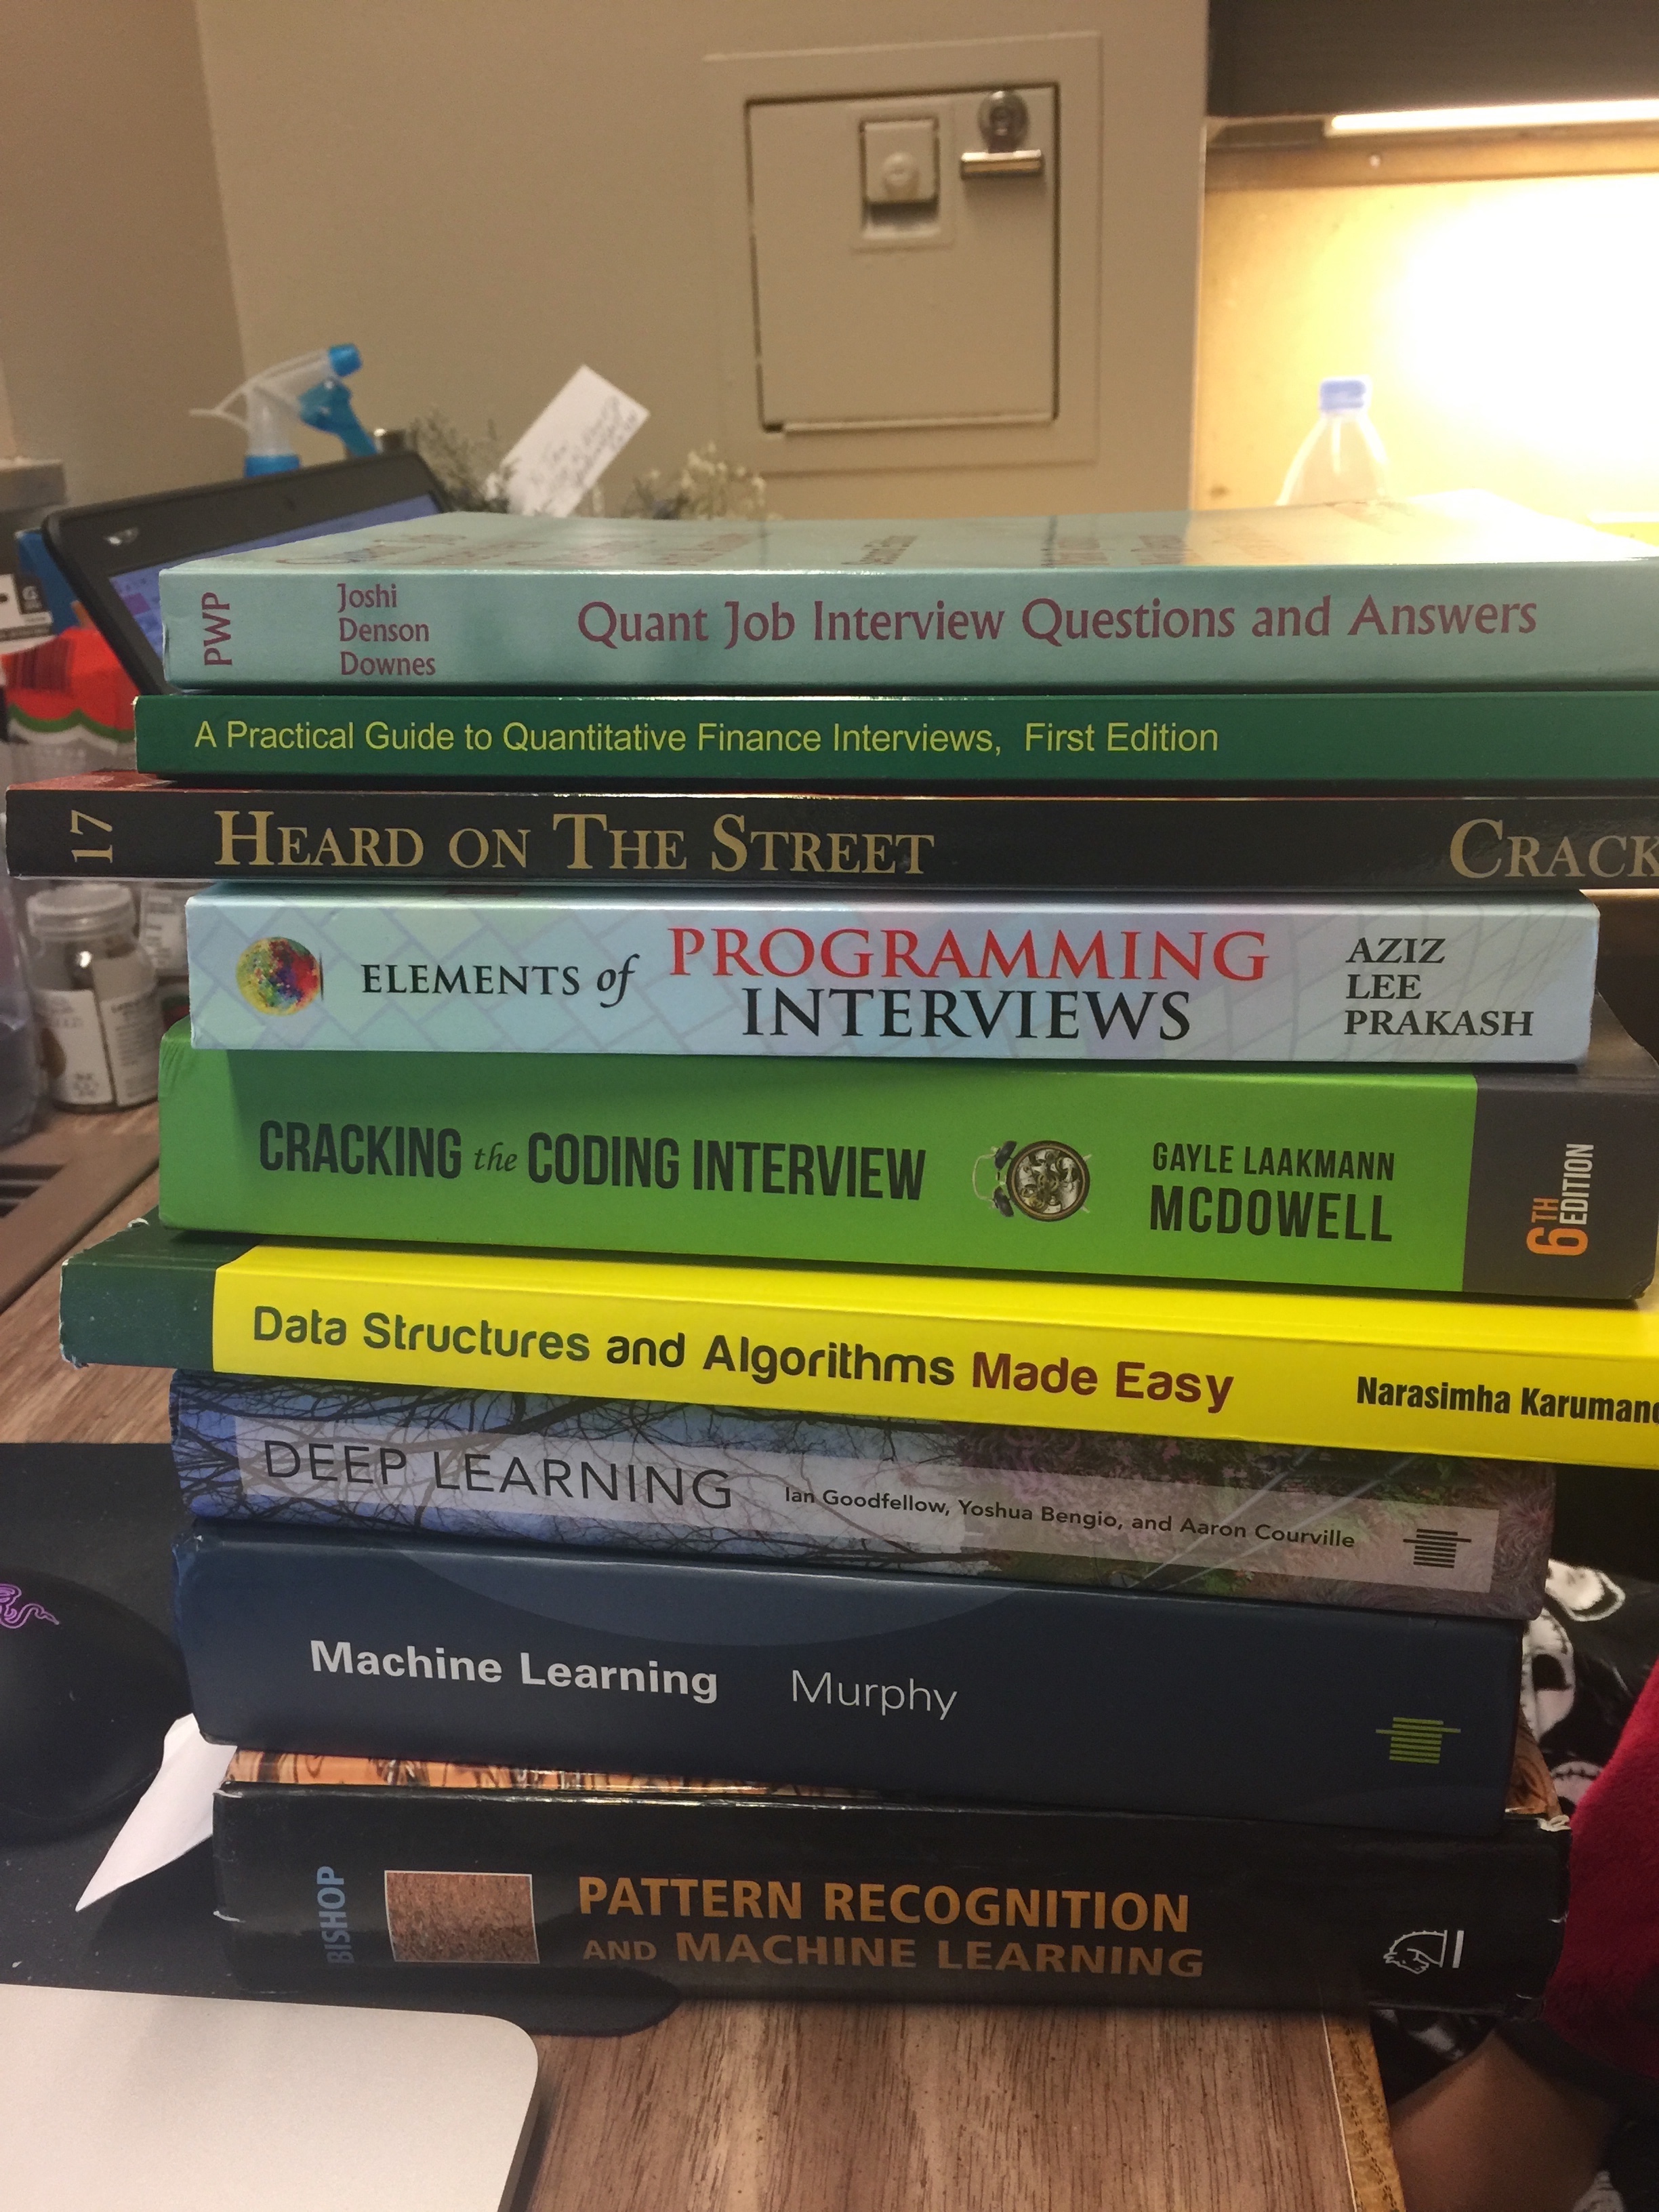 PWP
Joshi
Denson
Downes
Quant Job Interview Questions and Answers
A Practical Guide to Quantitative Finance Interviews, First Edition
17
HEARD ON THE STREET
CRACK
ELEMENTS of
PROGRAMMING
INTERVIEWS
AZIZ
LEE
PRAKASH
CRACKING the CODING INTERVIEW
GAYLE LAAKMANN
MCDOWELL
6TH
EDITION
Data Structures and Algorithms Made Easy
Narasimha Karuman
DEEP LEARNING
Ian Goodfellow, Yoshua Bengio, and Aaron Courville
Machine Learning Murphy
BISHOP
PATTERN RECOGNITION
AND MACHINE LEARNING